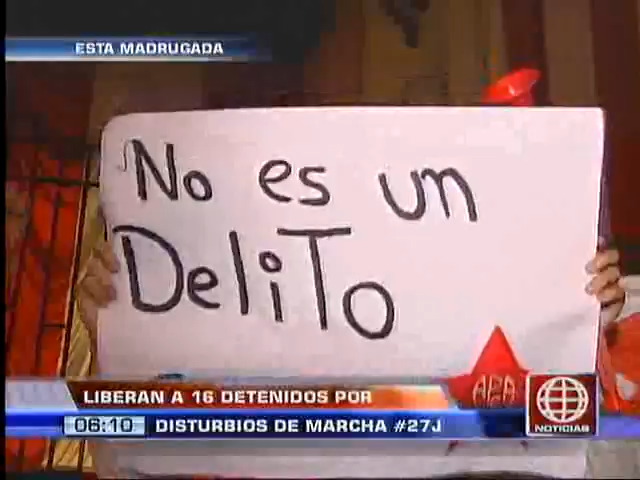 ESTA MADRUGADA
No es un
DeliTo
APRA
LIBERAN A 16 DETENIDOS POR
06:10 DISTURBIOS DE MARCHA #27J
NOTICIAS